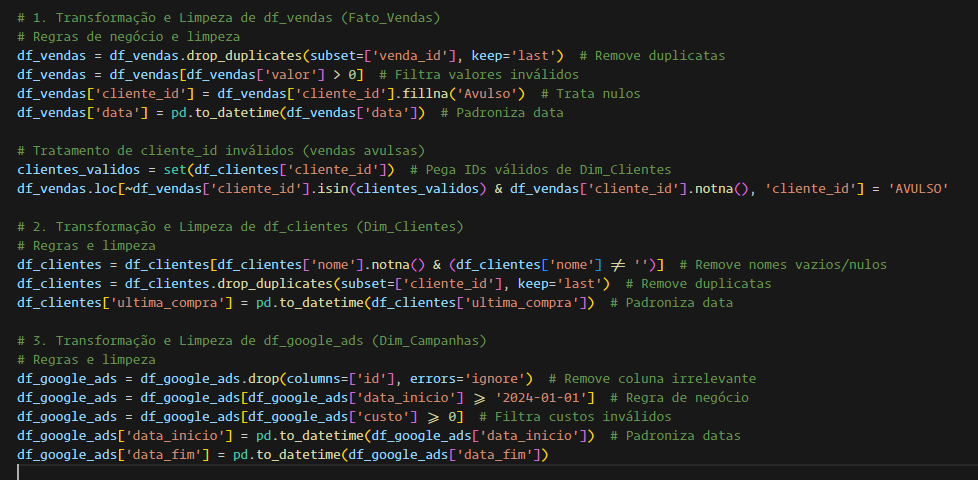 # 1. Transformação e Limpeza de df_vendas (Fato_Vendas)
# Regras de negócio e limpeza
df_vendas = df_vendas.drop_duplicates(subset=['venda_id'], keep='last')  # Remove duplicatas
df_vendas = df_vendas[df_vendas['valor'] > 0]  # Filtra valores inválidos
df_vendas['cliente_id'] = df_vendas['cliente_id'].fillna('Avulso')  # Trata nulos
df_vendas['data'] = pd.to_datetime(df_vendas['data'])  # Padroniza data
# Tratamento de cliente_id inválidos (vendas avulsas)
clientes_validos = set(df_clientes['cliente_id'])  # Pega IDs válidos de Dim_Clientes
df_vendas.loc[~df_vendas['cliente_id'].isin(clientes_validos) & df_vendas['cliente_id'].notna(), 'cliente_id'] = 'AVULSO'
# 2. Transformação e Limpeza de df_clientes (Dim_Clientes)
# Regras e limpeza
df_clientes = df_clientes[df_clientes['nome'].notna() & (df_clientes['nome'] ≠ '')]  # Remove nomes vazios/nulos
df_clientes = df_clientes.drop_duplicates(subset=['cliente_id'], keep='last')  # Remove duplicatas
df_clientes['ultima_compra'] = pd.to_datetime(df_clientes['ultima_compra'])  # Padroniza data
# 3. Transformação e Limpeza de df_google_ads (Dim_Campanhas)
# Regras e limpeza
df_google_ads = df_google_ads.drop(columns=['id'], errors='ignore')  # Remove coluna irrelevante
df_google_ads = df_google_ads[df_google_ads['data_inicio'] ⩾ '2024-01-01']  # Regra de negócio
df_google_ads = df_google_ads[df_google_ads['custo'] ⩾ 0]  # Filtra custos inválidos
df_google_ads['data_inicio'] = pd.to_datetime(df_google_ads['data_inicio'])  # Padroniza datas
df_google_ads['data_fim'] = pd.to_datetime(df_google_ads['data_fim'])